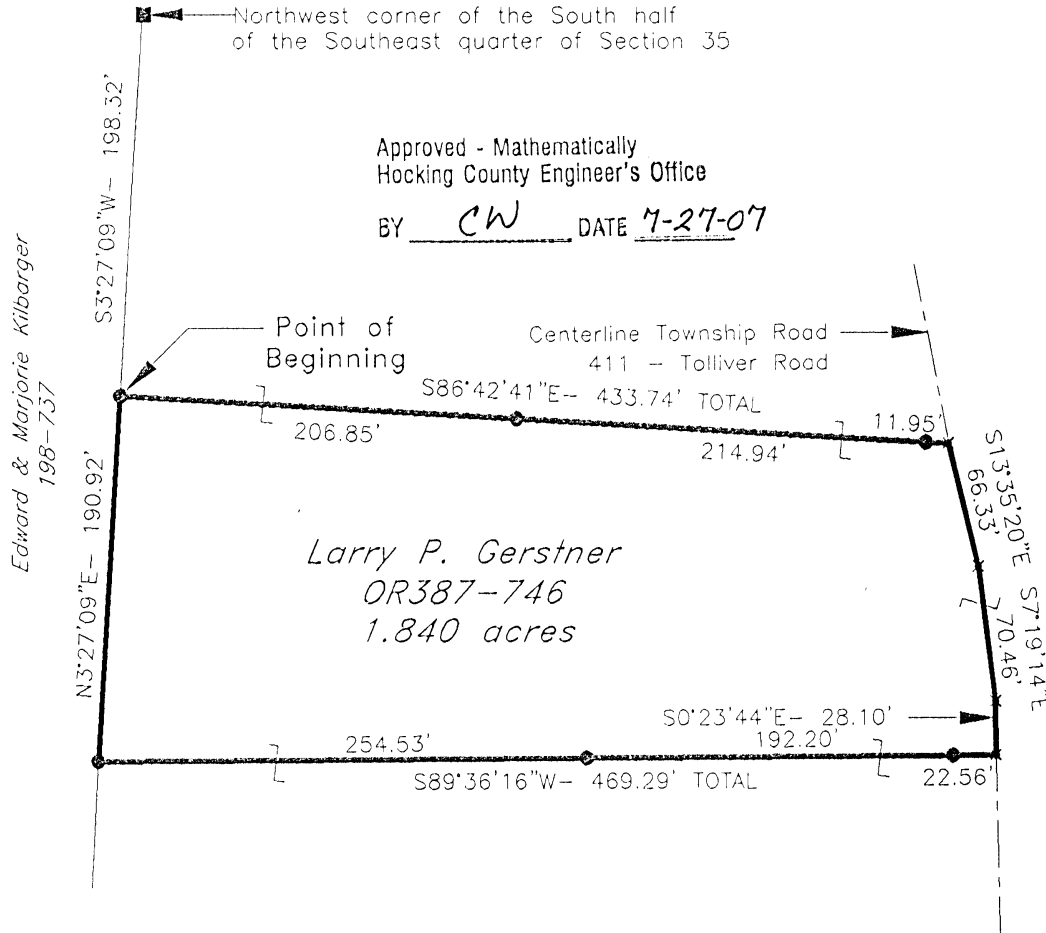 Northwest corner of the South half
of the Southeast quarter of Section 35
S3°27'09"W- 198.32'
Approved - Mathematically
Hocking County Engineer's Office
BY CW DATE 7-27-07
Edward & Marjorie Kilbarger
198-737
Point of
Beginning
Centerline Township Road
411 - Tolliver Road
S86°42'41"E- 433.74' TOTAL
206.85'
214.94'
11.95'
S13°35'20"E
66.33'
N3°27'09"E- 190.92'
Larry P. Gerstner
OR387-746
1.840 acres
S7°19'14"E
70.46'
S0°23'44"E- 28.10'
254.53'
192.20'
S89°36'16"W- 469.29' TOTAL
22.56'